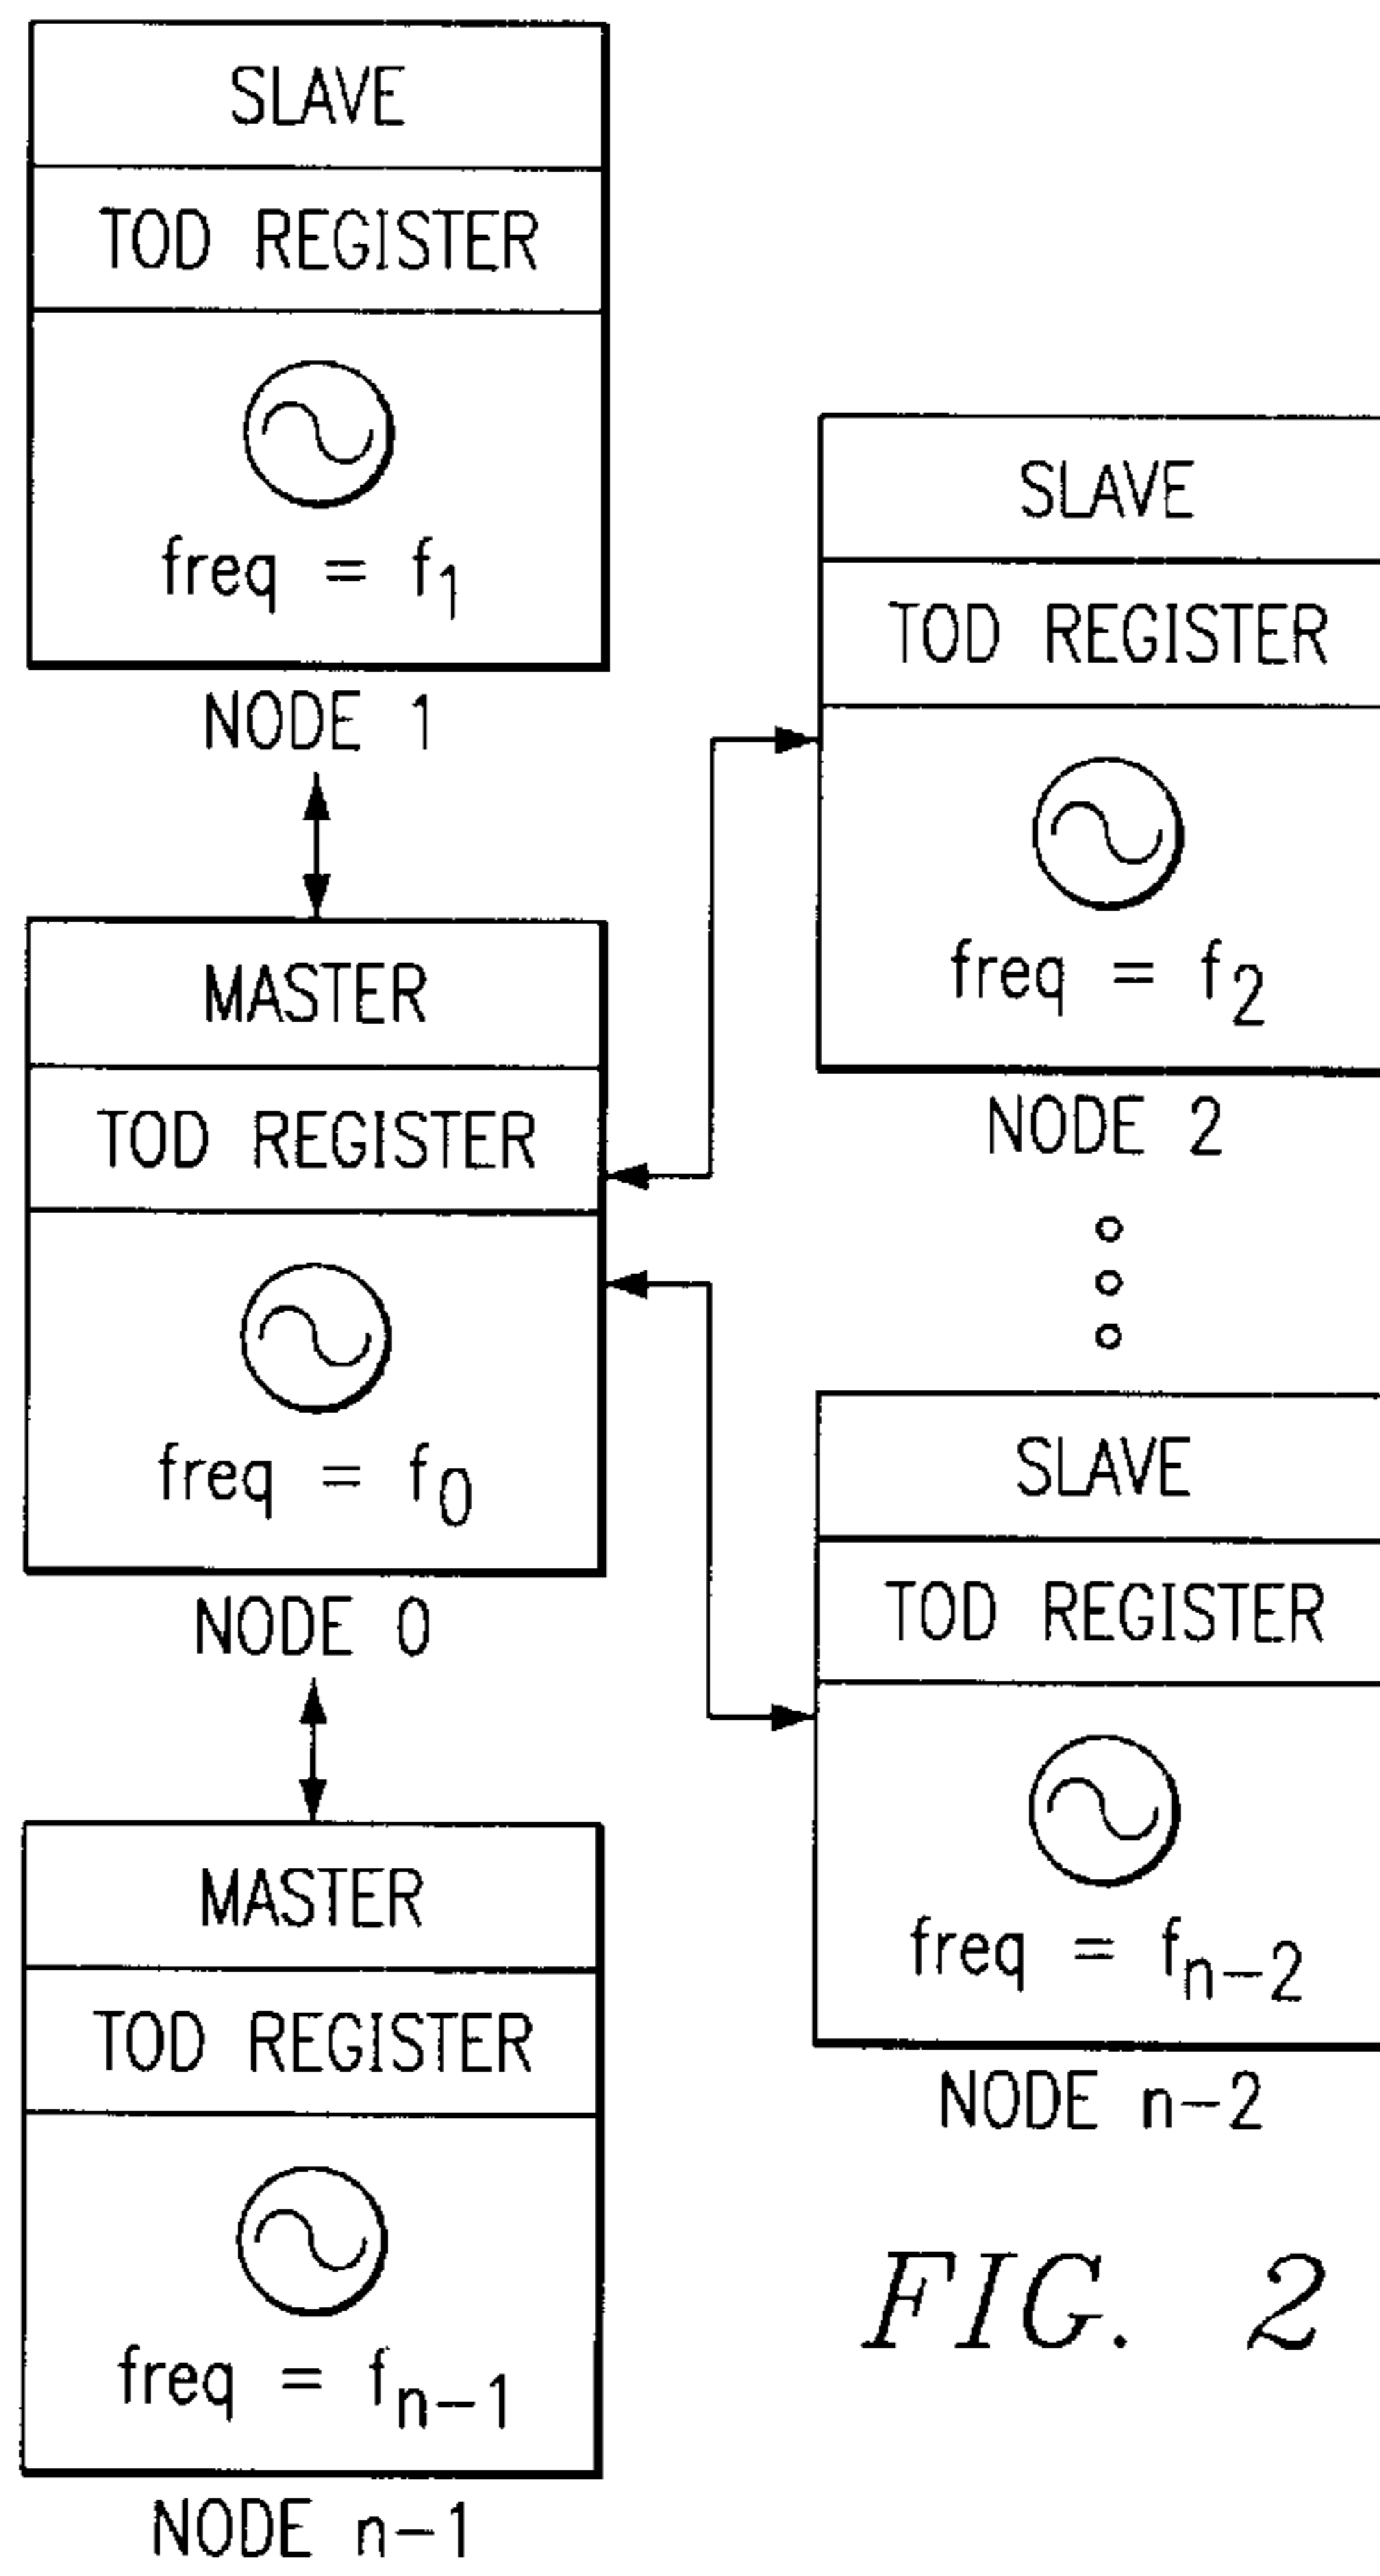 SLAVE
TOD REGISTER
freq = f1
NODE 1
MASTER
TOD REGISTER
freq = f0
NODE 0
MASTER
TOD REGISTER
freq = fn-1
NODE n-1
SLAVE
TOD REGISTER
freq = f2
NODE 2
SLAVE
TOD REGISTER
freq = fn-2
NODE n-2
FIG. 2